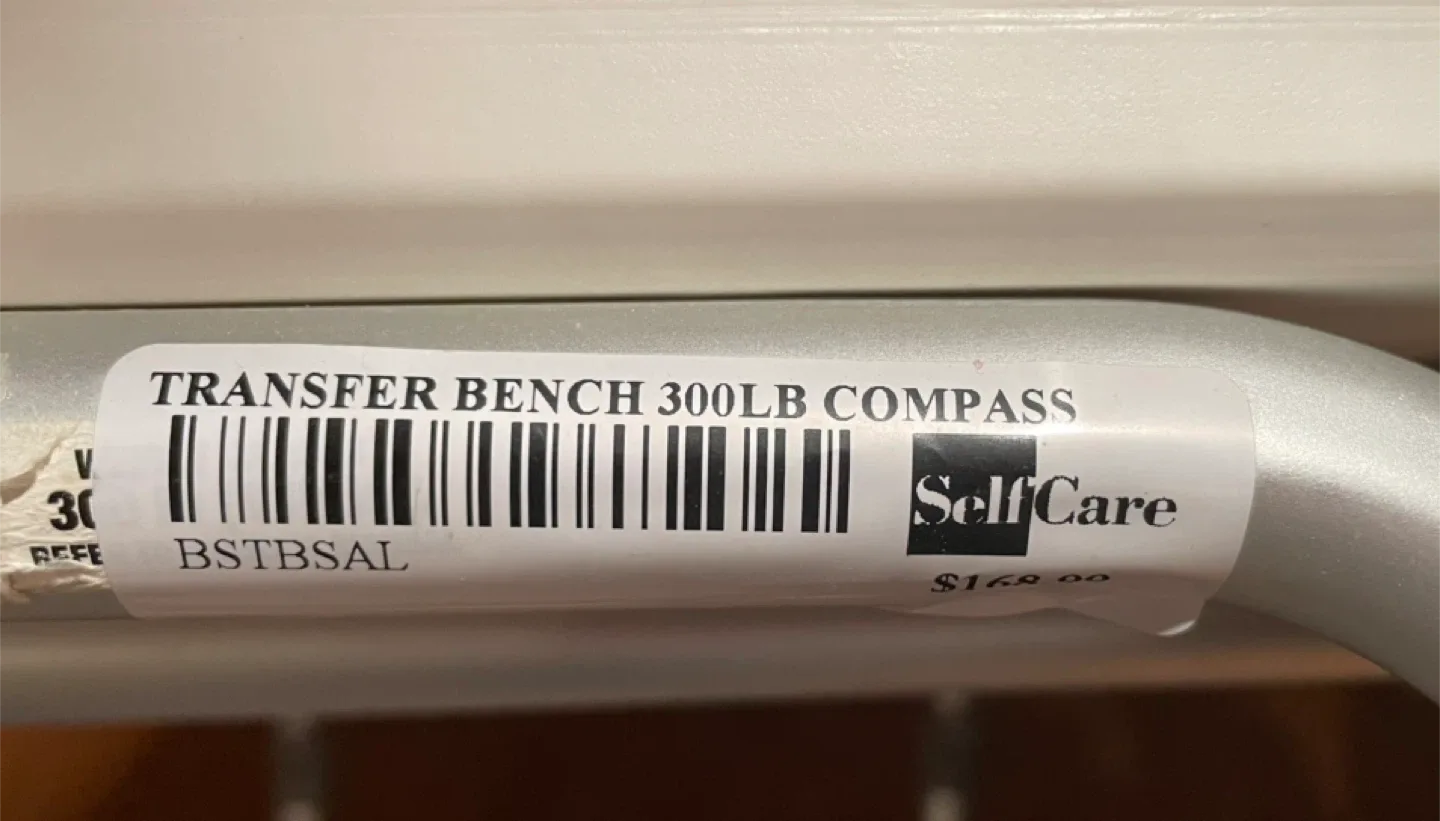 TRANSFER BENCH 300LB COMPASS
SelfCare
BSTBSAL